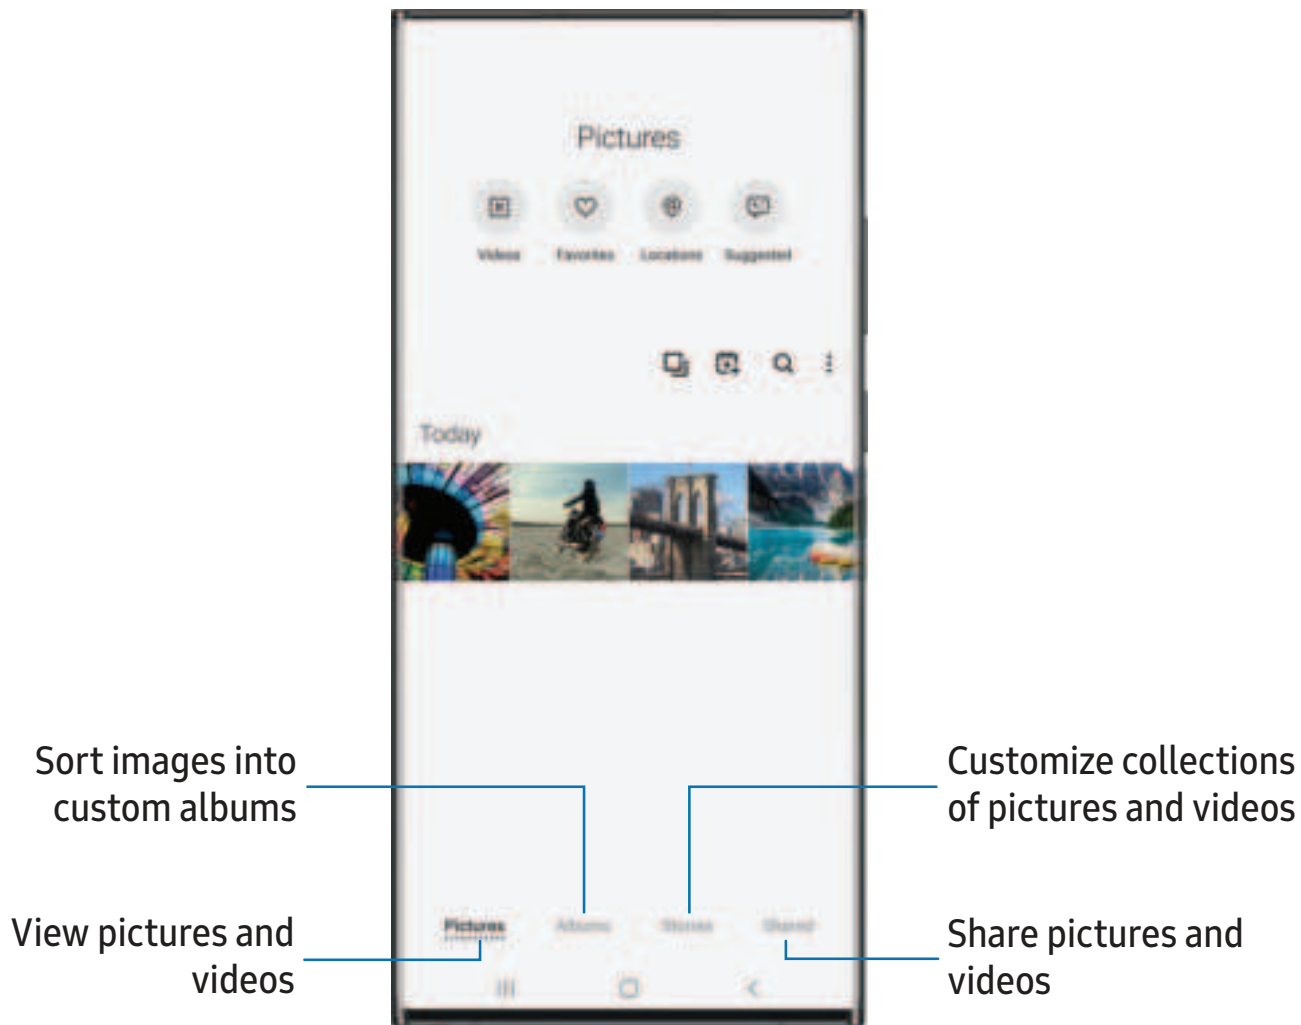 Pictures
Videos Favorites Locations Suggested
Today
Sort images into
custom albums
Customize collections
of pictures and videos
View pictures and
videos
Pictures Albums Stories Shared
Share pictures and
videos